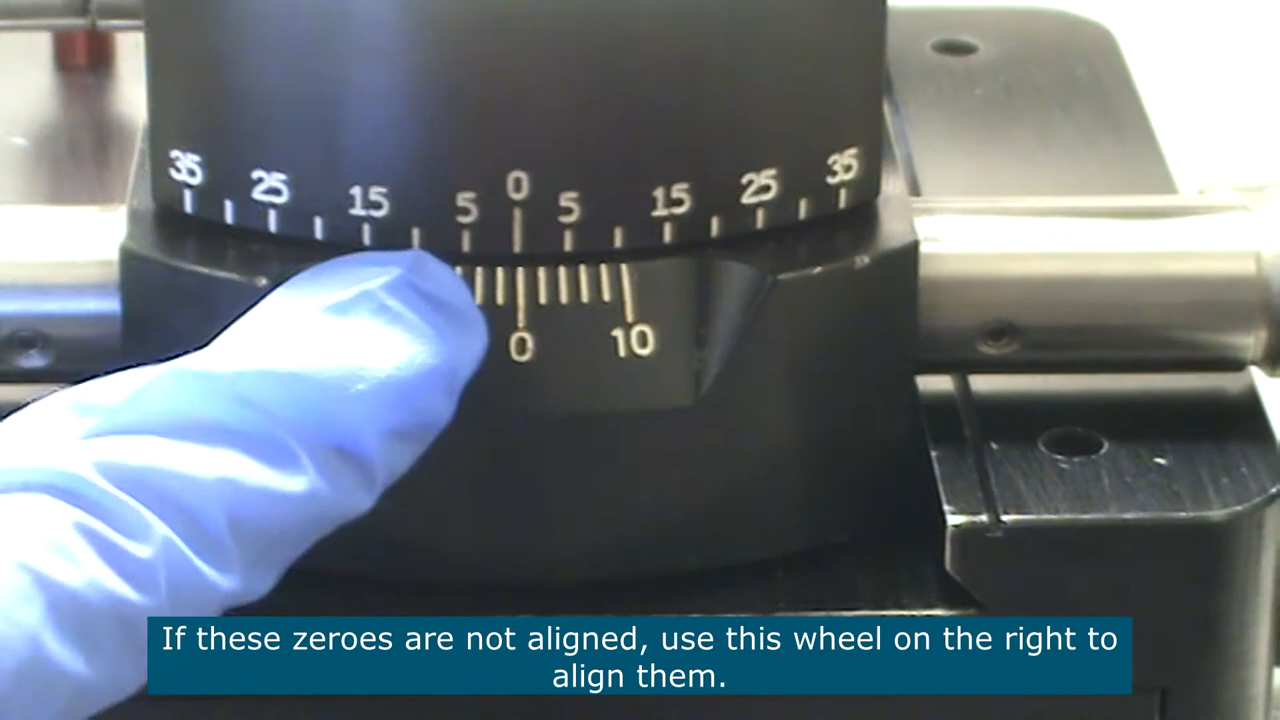 35 25 15 5 0 5 15 25 35
0 10
If these zeroes are not aligned, use this wheel on the right to
align them.